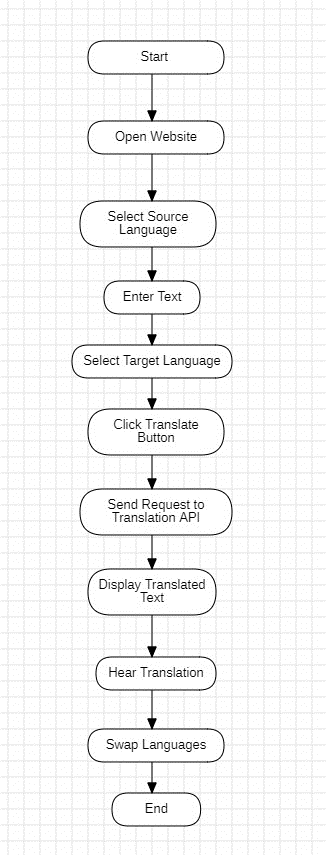 Start
Open Website
Select Source
Language
Enter Text
Select Target Language
Click Translate
Button
Send Request to
Translation API
Display Translated
Text
Hear Translation
Swap Languages
End